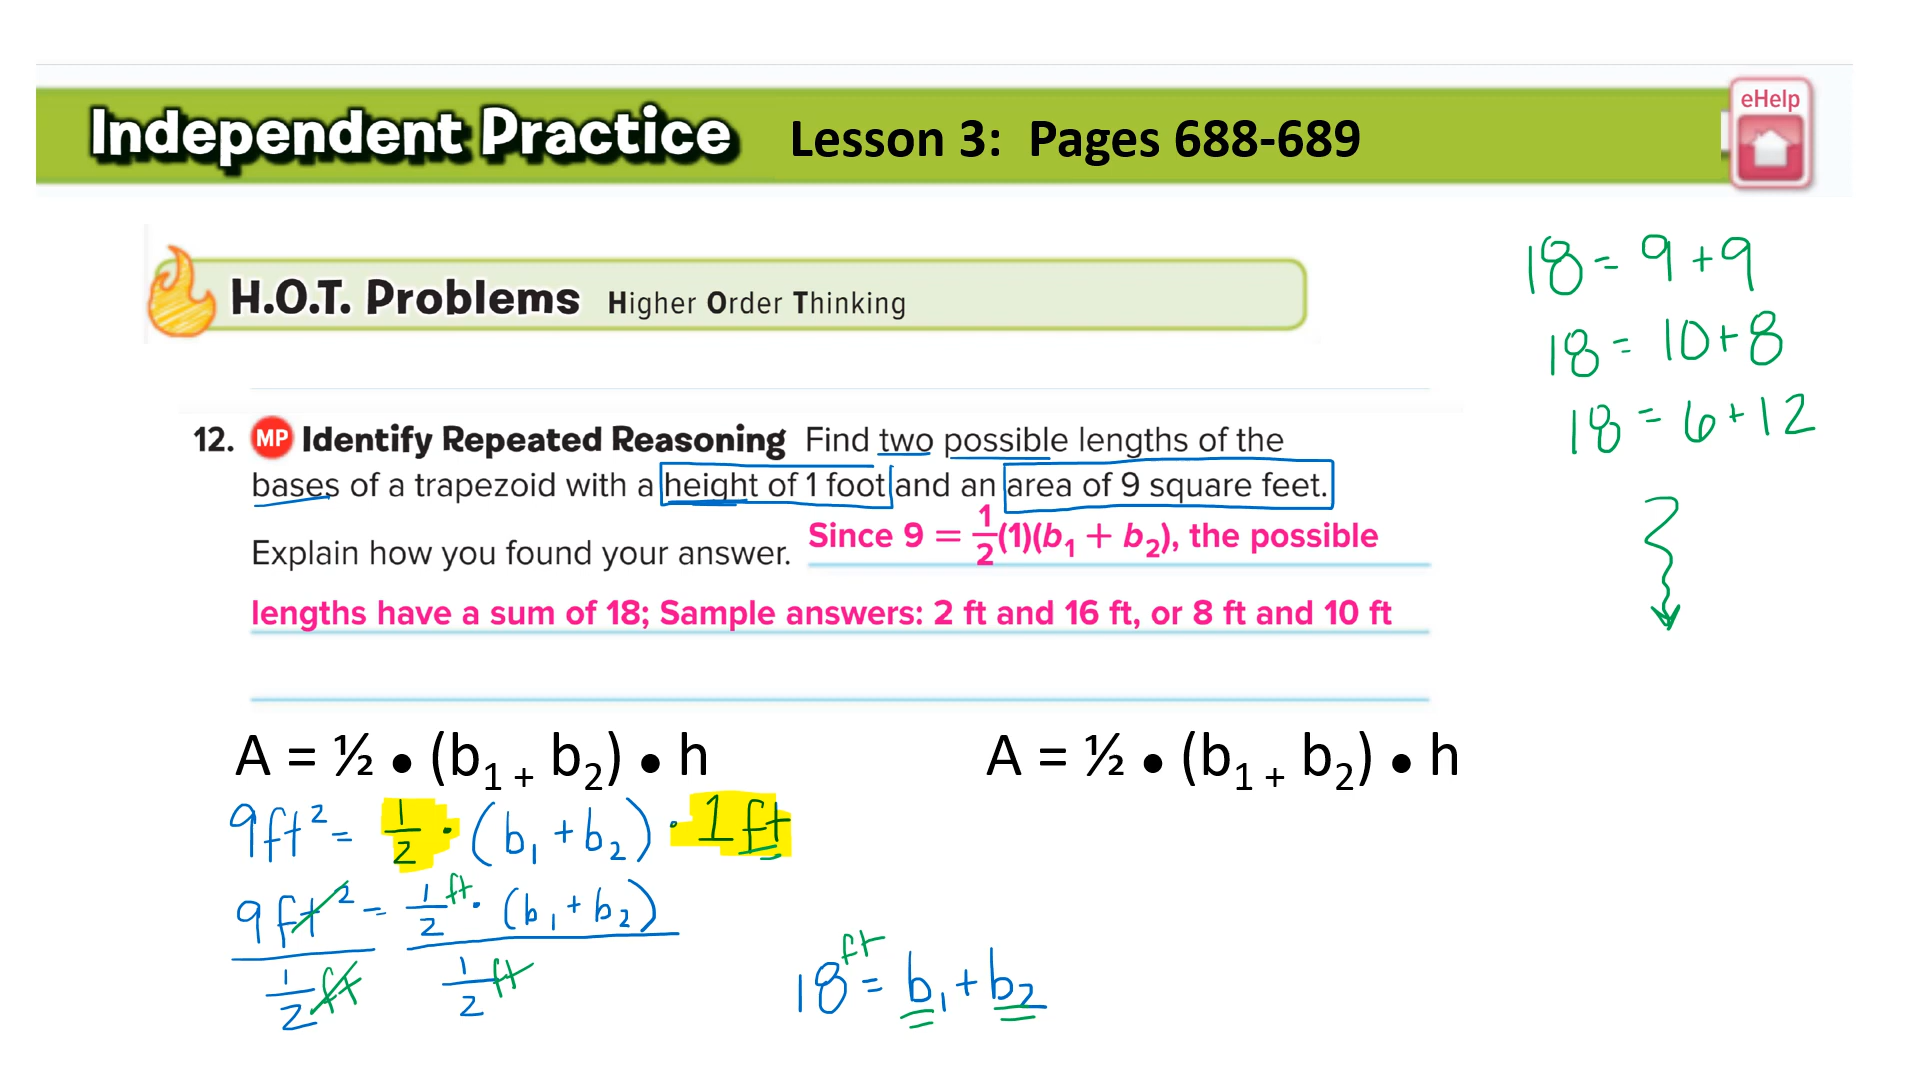 Independent Practice Lesson 3: Pages 688-689
eHelp
H.O.T. Problems Higher Order Thinking
12. MP Identify Repeated Reasoning Find two possible lengths of the
bases of a trapezoid with a height of 1 foot and an area of 9 square feet.
Explain how you found your answer. Since 9 = 1/2(1)(b₁ + b₂), the possible
lengths have a sum of 18; Sample answers: 2 ft and 16 ft, or 8 ft and 10 ft
18 = 9 + 9
18 = 10 + 8
18 = 6 + 12
A = ½ • (b₁ ₊ b₂) • h
A = ½ • (b₁ ₊ b₂) • h
9ft² = 1/2 · (b₁ + b₂) · 1ft
9ft² = 1/2 ft · (b₁ + b₂)
1/2 ft 1/2 ft
18 ft = b₁ + b₂